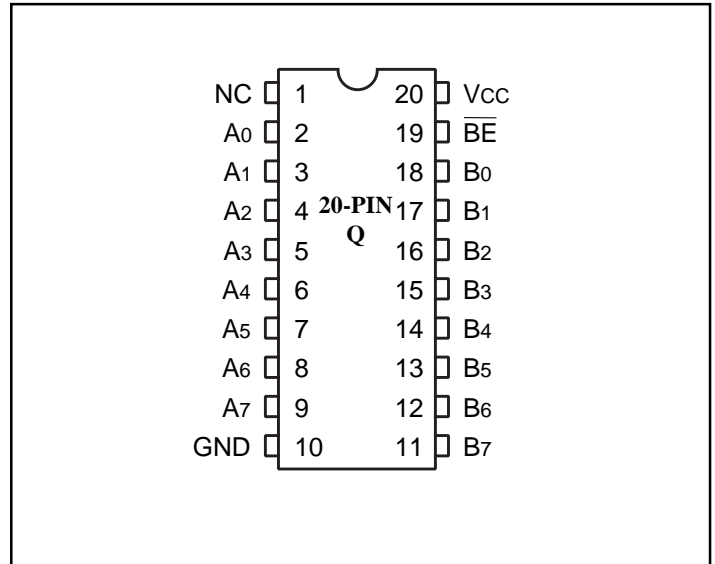 NC 1 20 Vcc
A0 2 19 B̅E̅
A1 3 18 B0
A2 4 20-PIN 17 B1
Q
A3 5 16 B2
A4 6 15 B3
A5 7 14 B4
A6 8 13 B5
A7 9 12 B6
GND 10 11 B7